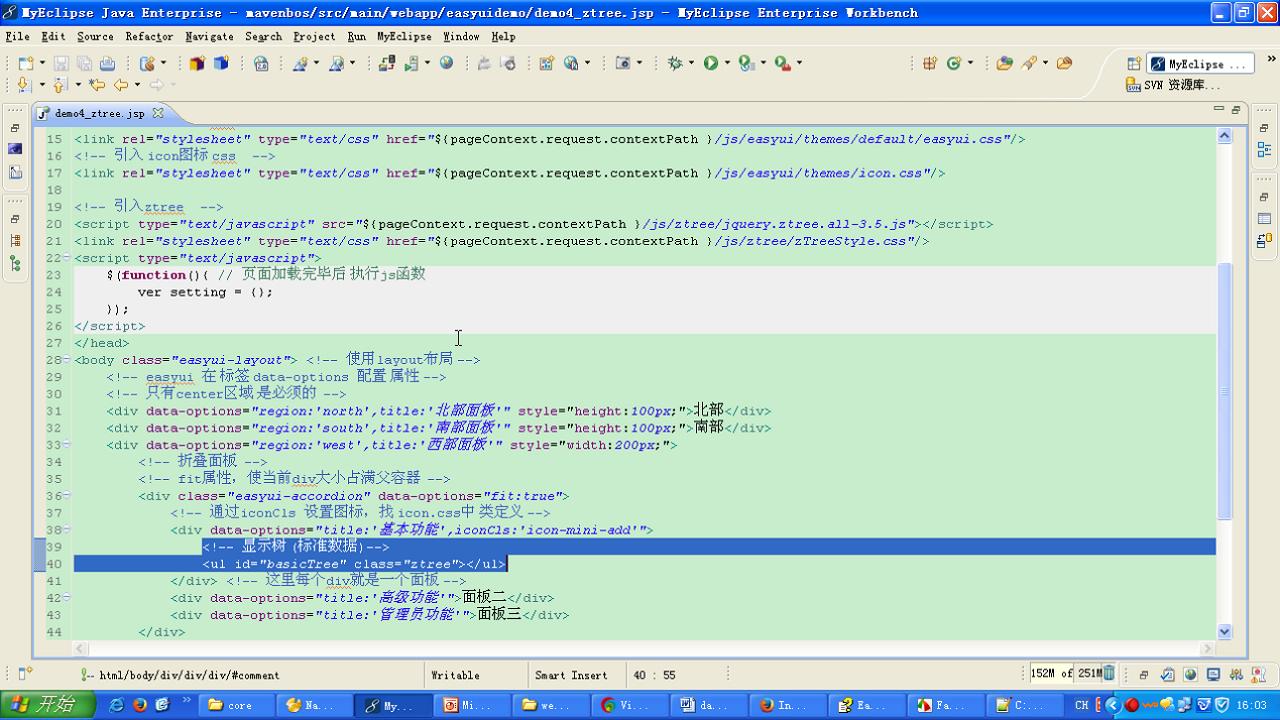 MyEclipse Java Enterprise - mavenbos/src/main/webapp/easyuidemo/demo4_ztree.jsp - MyEclipse Enterprise Workbench
File Edit Source Refactor Navigate Search Project Run MyEclipse Window Help
MyEclipse ...
SVN 资源库...
demo4_ztree.jsp
15 <link rel="stylesheet" type="text/css" href="${pageContext.request.contextPath }/js/easyui/themes/default/easyui.css"/>
16 <!-- 引入 icon图标 css  -->
17 <link rel="stylesheet" type="text/css" href="${pageContext.request.contextPath }/js/easyui/themes/icon.css"/>
18
19 <!-- 引入ztree  -->
20 <script type="text/javascript" src="${pageContext.request.contextPath }/js/ztree/jquery.ztree.all-3.5.js"></script>
21 <link rel="stylesheet" type="text/css" href="${pageContext.request.contextPath }/js/ztree/zTreeStyle.css"/>
22 <script type="text/javascript">
23     $(function(){ // 页面加载完毕后 执行js函数
24         ver setting = {};
25     });
26 </script>
27 </head>
28 <body class="easyui-layout"> <!-- 使用layout布局 -->
29     <!-- easyui 在 标签 data-options 配置 属性 -->
30     <!-- 只有center区域 是必须的 -->
31     <div data-options="region:'north',title:'北部面板'" style="height:100px;">北部</div>
32     <div data-options="region:'south',title:'南部面板'" style="height:100px;">南部</div>
33     <div data-options="region:'west',title:'西部面板'" style="width:200px;">
34         <!-- 折叠面板 -->
35         <!-- fit属性，使当前div大小占满父容器 -->
36         <div class="easyui-accordion" data-options="fit:true">
37             <!-- 通过iconCls 设置图标，找 icon.css中 类定义 -->
38             <div data-options="title:'基本功能',iconCls:'icon-mini-add'">
39                 <!-- 显示树 (标准数据)-->
40                 <ul id="basicTree" class="ztree"></ul>
41             </div> <!-- 这里每个div就是一个面板 -->
42             <div data-options="title:'高级功能'">面板二</div>
43             <div data-options="title:'管理员功能'">面板三</div>
44         </div>
html/body/div/div/div/#comment Writable Smart Insert 40 : 55 152M of 251M
开始 core Na... My... Mi... we... Vi... da... In... Ea... Fa... C:... CH 16:03